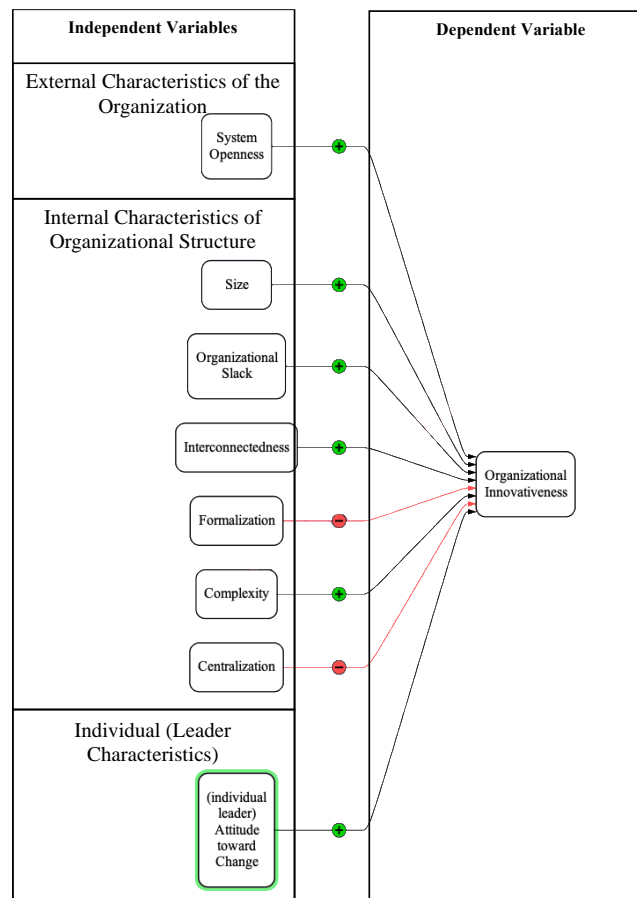 Independent Variables
Dependent Variable
External Characteristics of the
Organization
System
Openness
+
Internal Characteristics of
Organizational Structure
Size
+
Organizational
Slack
+
Interconnectedness
+
Organizational
Innovativeness
Formalization
−
Complexity
+
Centralization
−
Individual (Leader
Characteristics)
(individual
leader)
Attitude
toward
Change
+